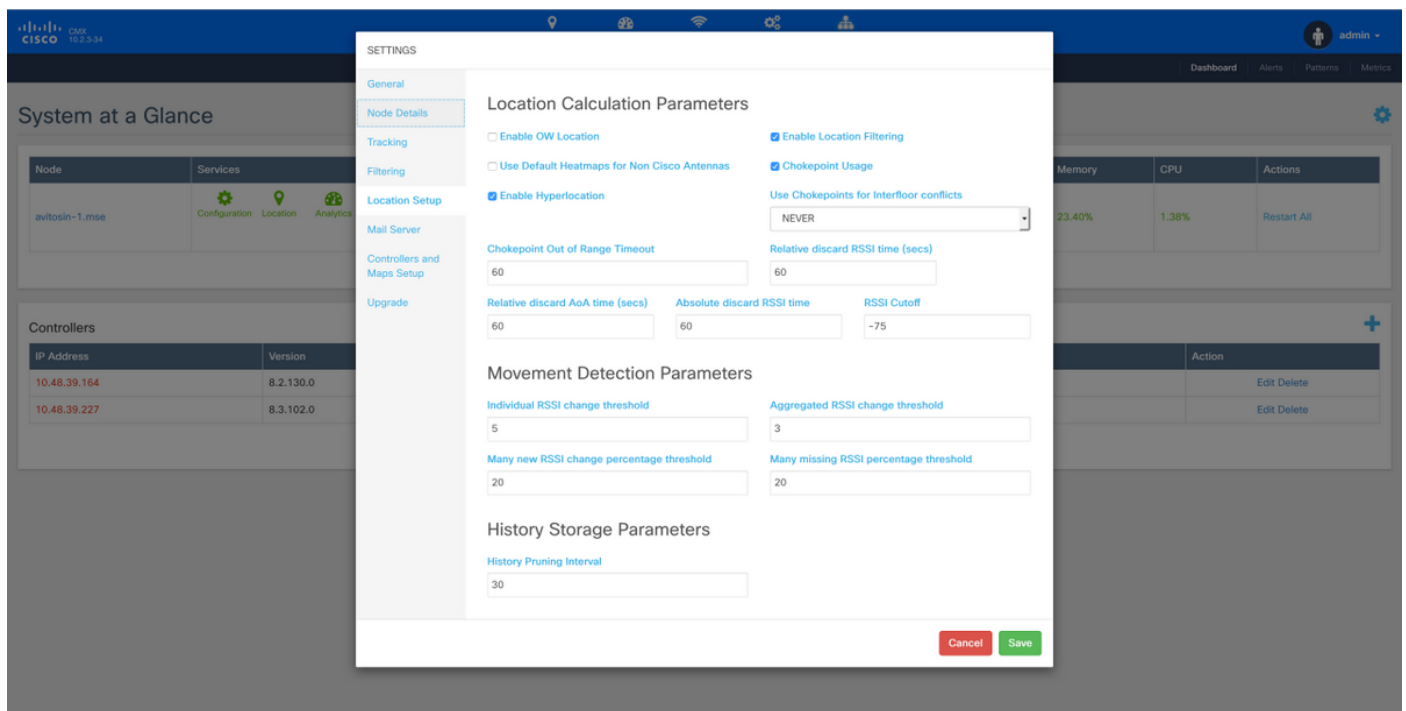 CISCO CMX 10.2.3-34
admin
Dashboard Alerts Patterns Metrics
System at a Glance
Node Services Memory CPU Actions
Configuration Location Analytics
avitosin-1.mse 23.40% 1.38% Restart All
Controllers
IP Address Version Action
10.48.39.164 8.2.130.0 Edit Delete
10.48.39.227 8.3.102.0 Edit Delete
SETTINGS
General
Node Details
Tracking
Filtering
Location Setup
Mail Server
Controllers and
Maps Setup
Upgrade
Location Calculation Parameters
Enable OW Location Enable Location Filtering
Use Default Heatmaps for Non Cisco Antennas Chokepoint Usage
Enable Hyperlocation Use Chokepoints for Interfloor conflicts
NEVER
Chokepoint Out of Range Timeout Relative discard RSSI time (secs)
60 60
Relative discard AoA time (secs) Absolute discard RSSI time RSSI Cutoff
60 60 -75
Movement Detection Parameters
Individual RSSI change threshold Aggregated RSSI change threshold
5 3
Many new RSSI change percentage threshold Many missing RSSI percentage threshold
20 20
History Storage Parameters
History Pruning Interval
30
Cancel Save